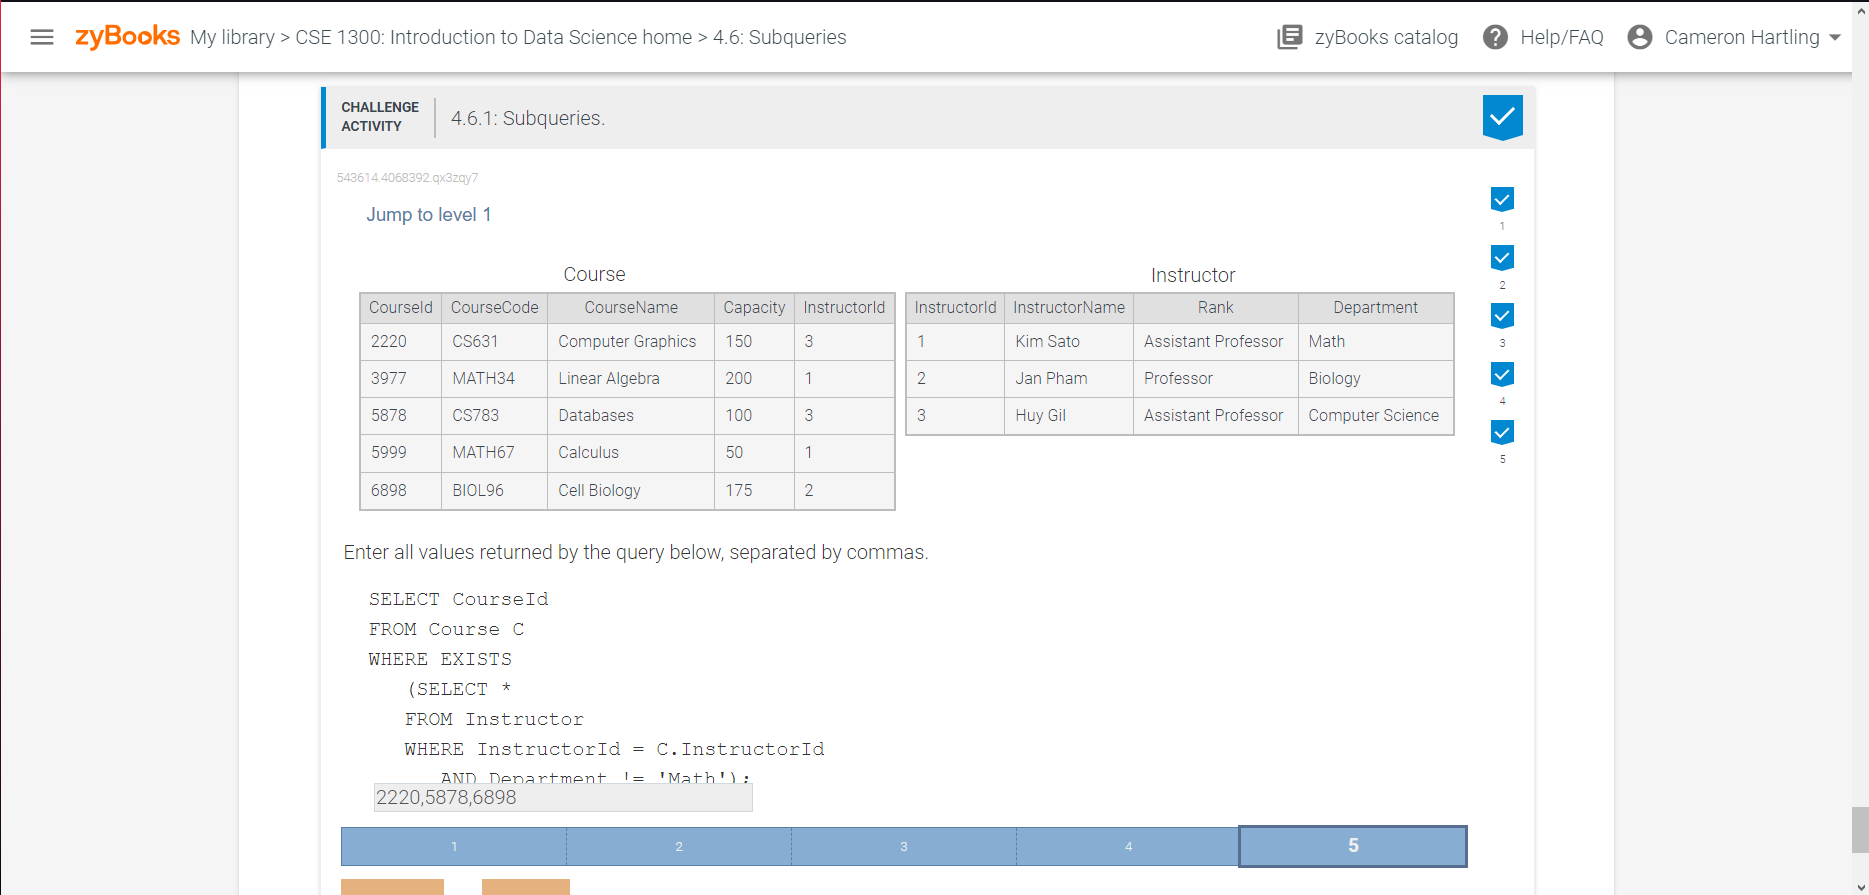 zyBooks My library > CSE 1300: Introduction to Data Science home > 4.6: Subqueries
zyBooks catalog
? Help/FAQ
Cameron Hartling
CHALLENGE ACTIVITY
4.6.1: Subqueries.
543614.4068392.qx3zqy7
Jump to level 1
1
2
3
4
5
Course
CourseId CourseCode CourseName Capacity InstructorId
2220 CS631 Computer Graphics 150 3
3977 MATH34 Linear Algebra 200 1
5878 CS783 Databases 100 3
5999 MATH67 Calculus 50 1
6898 BIOL96 Cell Biology 175 2
Instructor
InstructorId InstructorName Rank Department
1 Kim Sato Assistant Professor Math
2 Jan Pham Professor Biology
3 Huy Gil Assistant Professor Computer Science
Enter all values returned by the query below, separated by commas.
SELECT CourseId
FROM Course C
WHERE EXISTS
(SELECT *
FROM Instructor
WHERE InstructorId = C.InstructorId
AND Department != 'Math');
2220,5878,6898
1 2 3 4 5